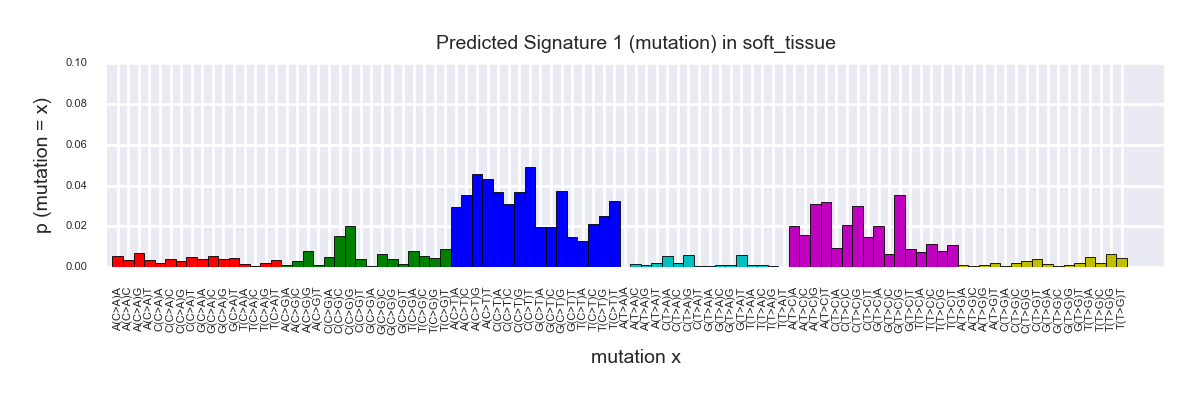 Predicted Signature 1 (mutation) in soft_tissue
p (mutation = x)
0.10
0.08
0.06
0.04
0.02
0.00
A(C>A)A
A(C>A)C
A(C>A)G
A(C>A)T
C(C>A)A
C(C>A)C
C(C>A)G
C(C>A)T
G(C>A)A
G(C>A)C
G(C>A)G
G(C>A)T
T(C>A)A
T(C>A)C
T(C>A)G
T(C>A)T
A(C>G)A
A(C>G)C
A(C>G)G
A(C>G)T
C(C>G)A
C(C>G)C
C(C>G)G
C(C>G)T
G(C>G)A
G(C>G)C
G(C>G)G
G(C>G)T
T(C>G)A
T(C>G)C
T(C>G)G
T(C>G)T
A(C>T)A
A(C>T)C
A(C>T)G
A(C>T)T
C(C>T)A
C(C>T)C
C(C>T)G
C(C>T)T
G(C>T)A
G(C>T)C
G(C>T)G
G(C>T)T
T(C>T)A
T(C>T)C
T(C>T)G
T(C>T)T
A(T>A)A
A(T>A)C
A(T>A)G
A(T>A)T
C(T>A)A
C(T>A)C
C(T>A)G
C(T>A)T
G(T>A)A
G(T>A)C
G(T>A)G
G(T>A)T
T(T>A)A
T(T>A)C
T(T>A)G
T(T>A)T
A(T>C)A
A(T>C)C
A(T>C)G
A(T>C)T
C(T>C)A
C(T>C)C
C(T>C)G
C(T>C)T
G(T>C)A
G(T>C)C
G(T>C)G
G(T>C)T
T(T>C)A
T(T>C)C
T(T>C)G
T(T>C)T
A(T>G)A
A(T>G)C
A(T>G)G
A(T>G)T
C(T>G)A
C(T>G)C
C(T>G)G
C(T>G)T
G(T>G)A
G(T>G)C
G(T>G)G
G(T>G)T
T(T>G)A
T(T>G)C
T(T>G)G
T(T>G)T
mutation x